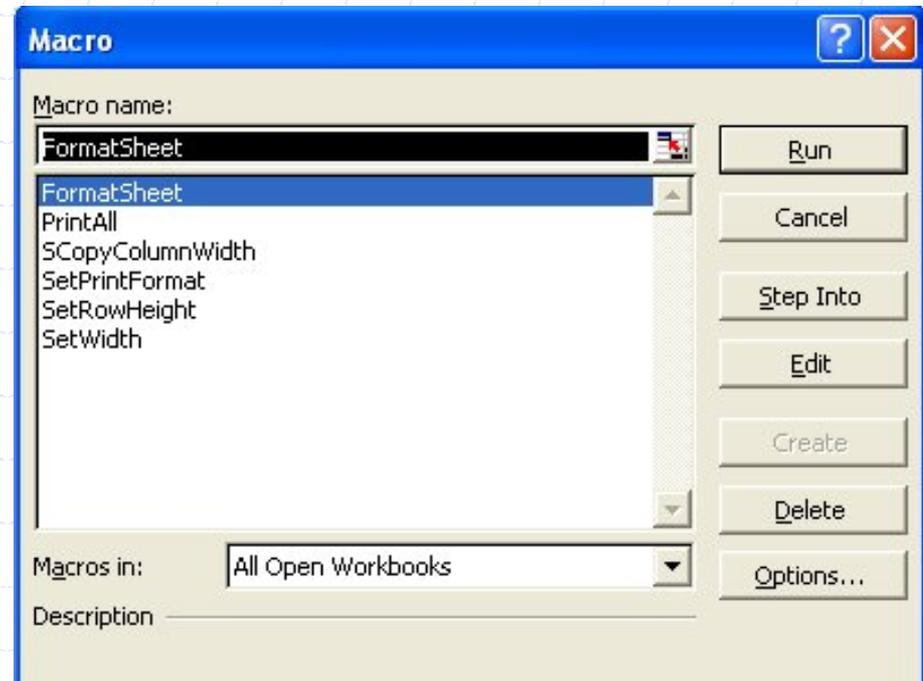 Macro
Macro name:
FormatSheet
FormatSheet
PrintAll
SCopyColumnWidth
SetPrintFormat
SetRowHeight
SetWidth
Macros in:
All Open Workbooks
Description
Run
Cancel
Step Into
Edit
Create
Delete
Options...